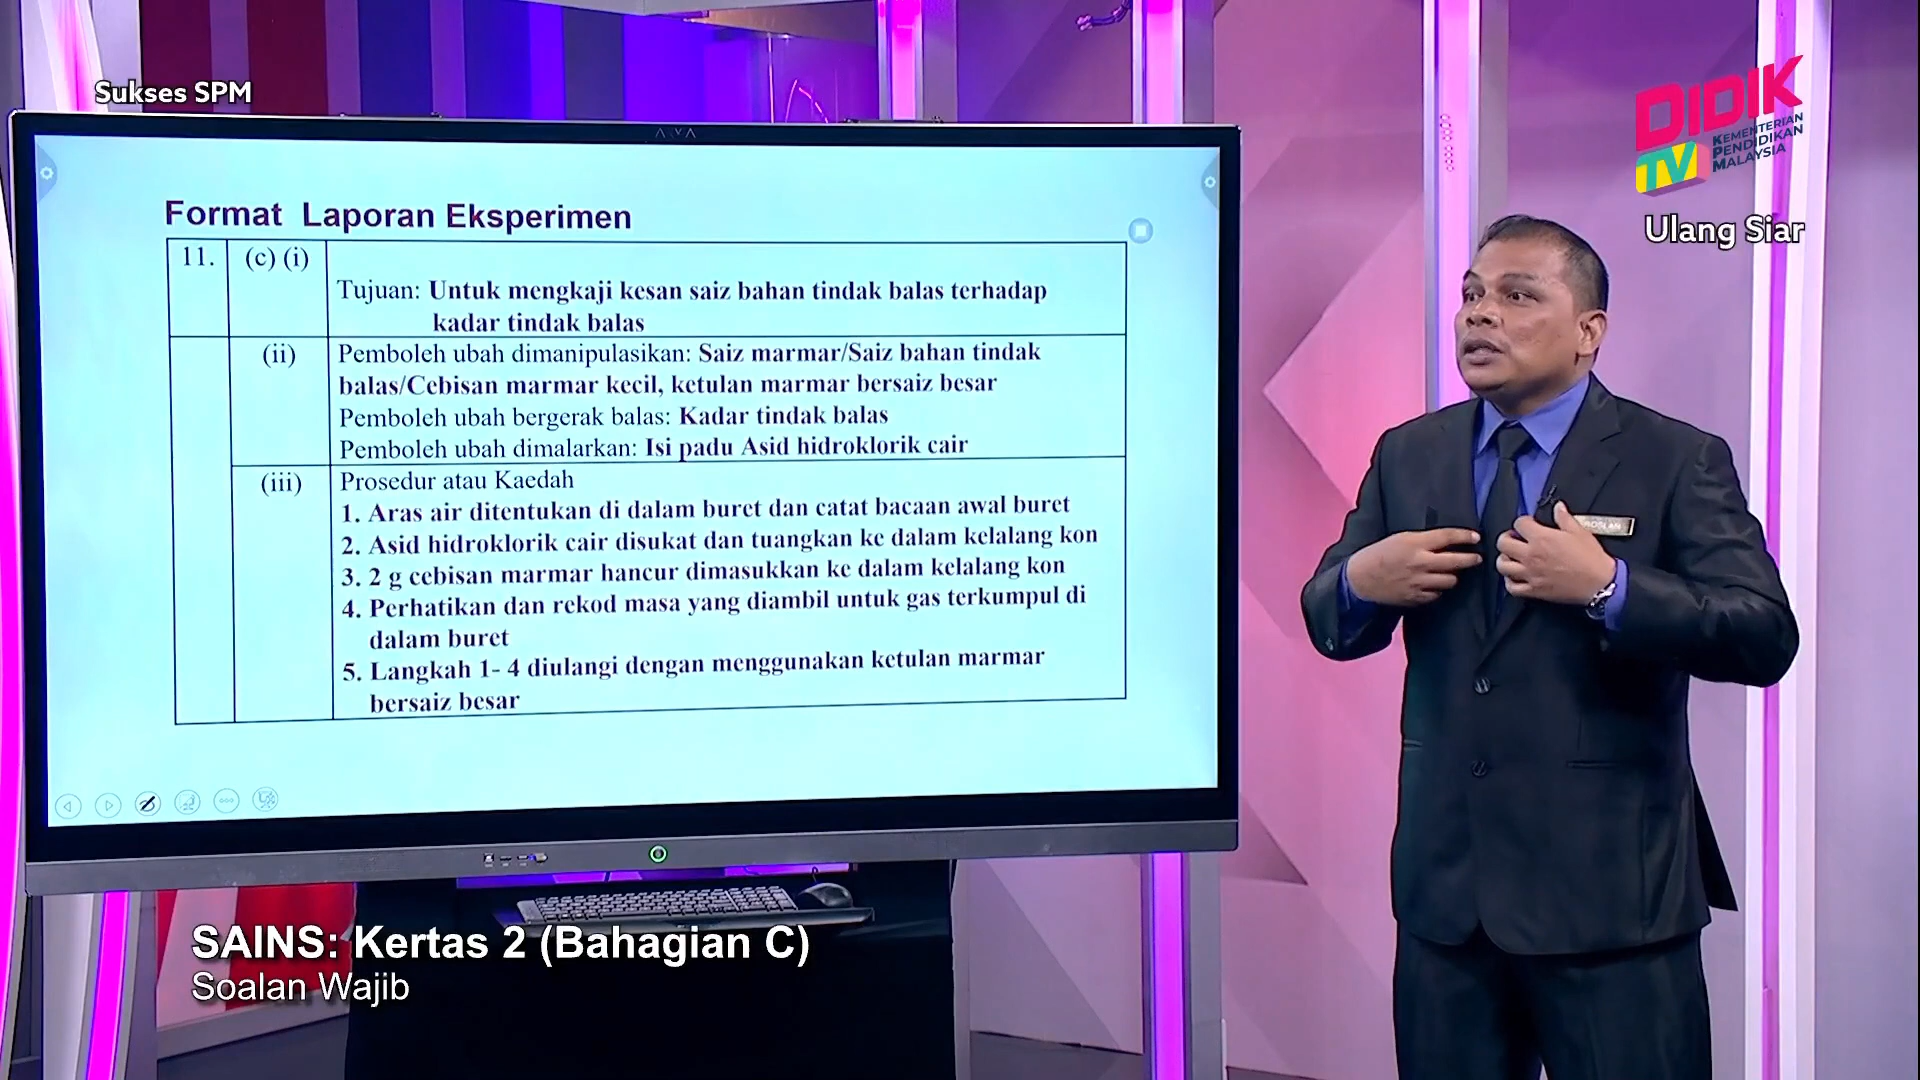 Sukses SPM
DIDIK
TV
KEMENTERIAN
PENDIDIKAN
MALAYSIA
Ulang Siar
ARVA
Format Laporan Eksperimen
11. (c) (i)
Tujuan: Untuk mengkaji kesan saiz bahan tindak balas terhadap
kadar tindak balas
(ii) Pemboleh ubah dimanipulasikan: Saiz marmar/Saiz bahan tindak
balas/Cebisan marmar kecil, ketulan marmar bersaiz besar
Pemboleh ubah bergerak balas: Kadar tindak balas
Pemboleh ubah dimalarkan: Isi padu Asid hidroklorik cair
(iii) Prosedur atau Kaedah
1. Aras air ditentukan di dalam buret dan catat bacaan awal buret
2. Asid hidroklorik cair disukat dan tuangkan ke dalam kelalang kon
3. 2 g cebisan marmar hancur dimasukkan ke dalam kelalang kon
4. Perhatikan dan rekod masa yang diambil untuk gas terkumpul di
dalam buret
5. Langkah 1- 4 diulangi dengan menggunakan ketulan marmar
bersaiz besar
ROSLAN
SAINS: Kertas 2 (Bahagian C)
Soalan Wajib